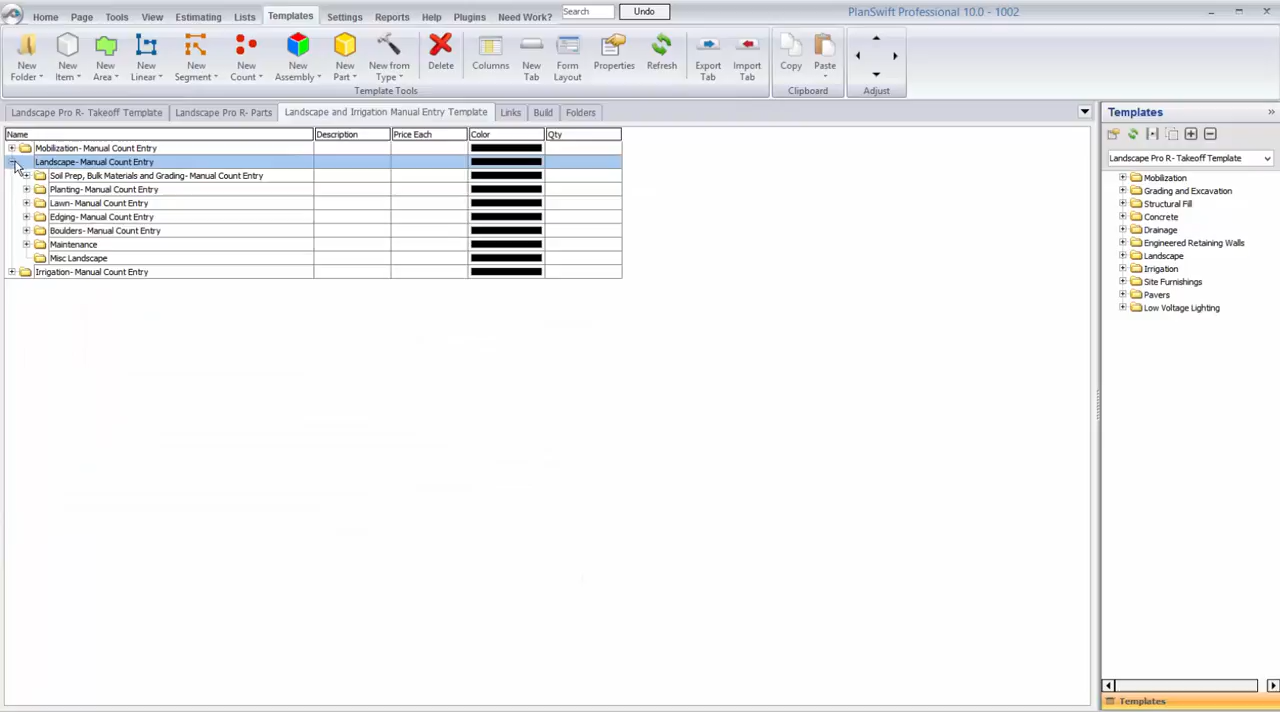 Home Page Tools View Estimating Lists Templates Settings Reports Help Plugins Need Work? Search Undo PlanSwift Professional 10.0 - 1002
New Folder New Item New Area New Linear New Segment New Count New Assembly New Part New from Type Delete Columns New Tab Form Layout Properties Refresh Export Tab Import Tab Copy Paste
Template Tools Clipboard Adjust
Landscape Pro R- Takeoff Template Landscape Pro R- Parts Landscape and Irrigation Manual Entry Template Links Build Folders
Name Description Price Each Color Qty
Mobilization- Manual Count Entry
Landscape- Manual Count Entry
Soil Prep, Bulk Materials and Grading- Manual Count Entry
Planting- Manual Count Entry
Lawn- Manual Count Entry
Edging- Manual Count Entry
Boulders- Manual Count Entry
Maintenance
Misc Landscape
Irrigation- Manual Count Entry
Templates
Landscape Pro R- Takeoff Template
Mobilization
Grading and Excavation
Structural Fill
Concrete
Drainage
Engineered Retaining Walls
Landscape
Irrigation
Site Furnishings
Pavers
Low Voltage Lighting
Templates